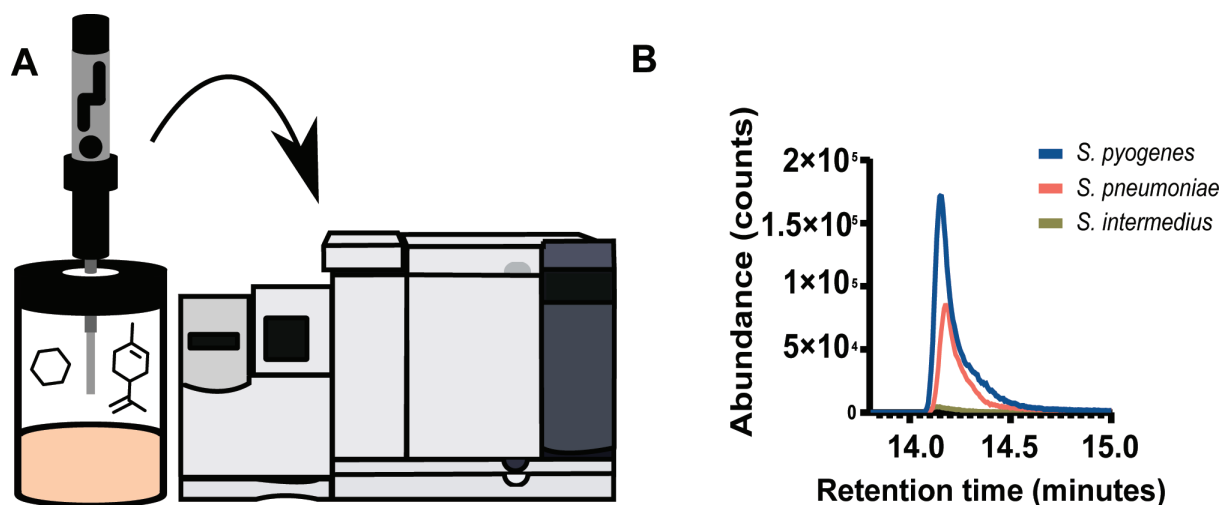 A
B
S. pyogenes
S. pneumoniae
S. intermedius
Abundance (counts)
2×10⁵
1.5×10⁵
1×10⁵
5×10⁴
0
14.0 14.5 15.0
Retention time (minutes)